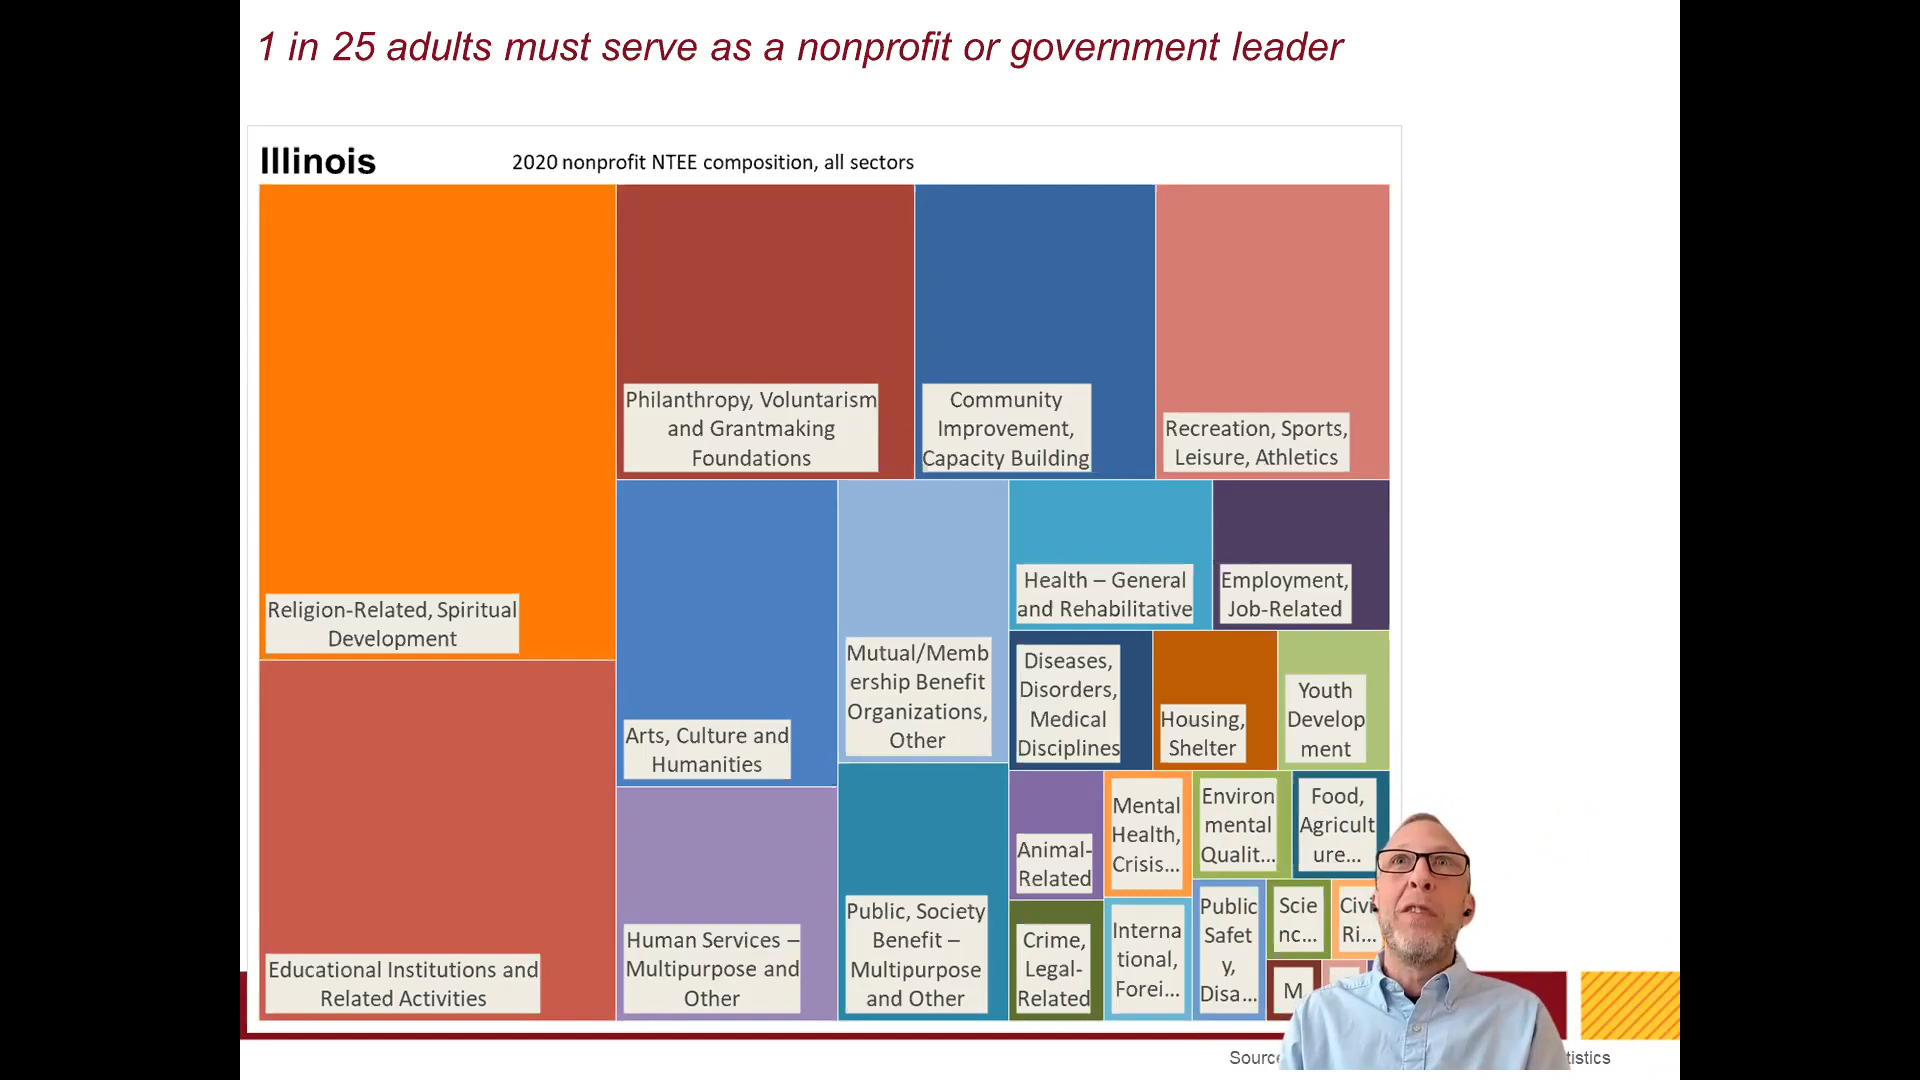 1 in 25 adults must serve as a nonprofit or government leader
Illinois
2020 nonprofit NTEE composition, all sectors
Religion-Related, Spiritual
Development
Educational Institutions and
Related Activities
Philanthropy, Voluntarism
and Grantmaking
Foundations
Community
Improvement,
Capacity Building
Recreation, Sports,
Leisure, Athletics
Arts, Culture and
Humanities
Human Services –
Multipurpose and
Other
Mutual/Memb
ership Benefit
Organizations,
Other
Public, Society
Benefit –
Multipurpose
and Other
Health – General
and Rehabilitative
Employment,
Job-Related
Diseases,
Disorders,
Medical
Disciplines
Housing,
Shelter
Youth
Develop
ment
Animal-
Related
Crime,
Legal-
Related
Mental
Health,
Crisis...
Interna
tional,
Forei...
Environ
mental
Qualit...
Food,
Agricult
ure...
Public
Safet
y,
Disa...
Scie
nc...
Civi
Ri...
M
Source
tistics